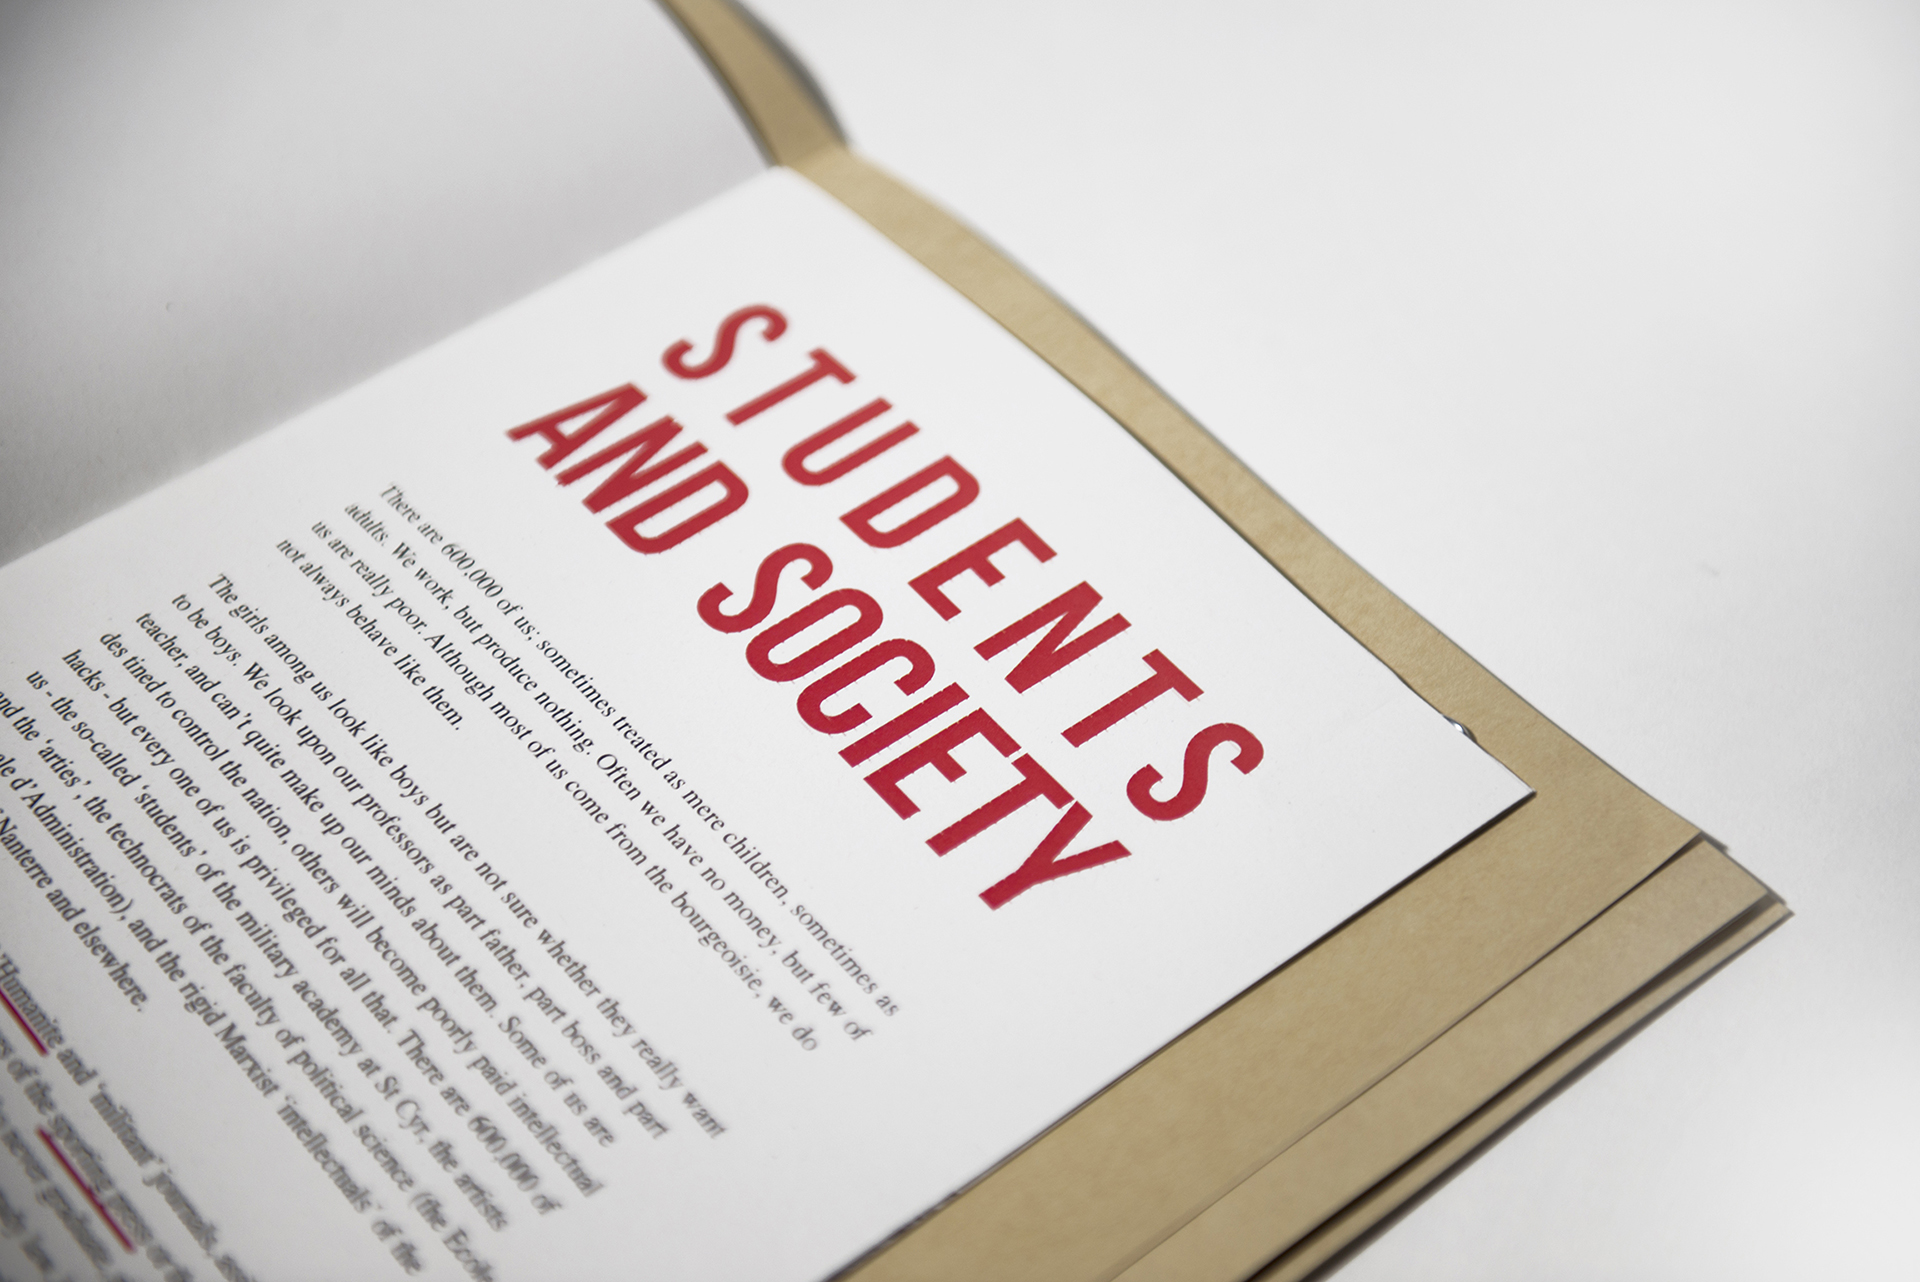 STUDENTS
AND SOCIETY
There are 600.000 of us; sometimes treated as mere children, sometimes as
adults. We work, but produce nothing. Often we have no money, but few of
us are really poor. Although most of us come from the bourgeoisie, we do
not always behave like them.
The girls among us look like boys but are not sure whether they really want
to be boys. We look upon our professors as part father, part boss and part
teacher, and can't quite make up our minds about them. Some of us are
des tined to control the nation, others will become poorly paid intellectual
hacks - but every one of us is privileged for all that. There are 600.000 of
us - the so-called 'students' of the military academy at St Cyr, the artists
and the 'arties', the technocrats of the faculty of political science (the Ecole
d'Administration), and the rigid Marxist 'intellectuals' of the
Nanterre and elsewhere.
'Humanite and 'militant' journals,
of the sporting press or
never